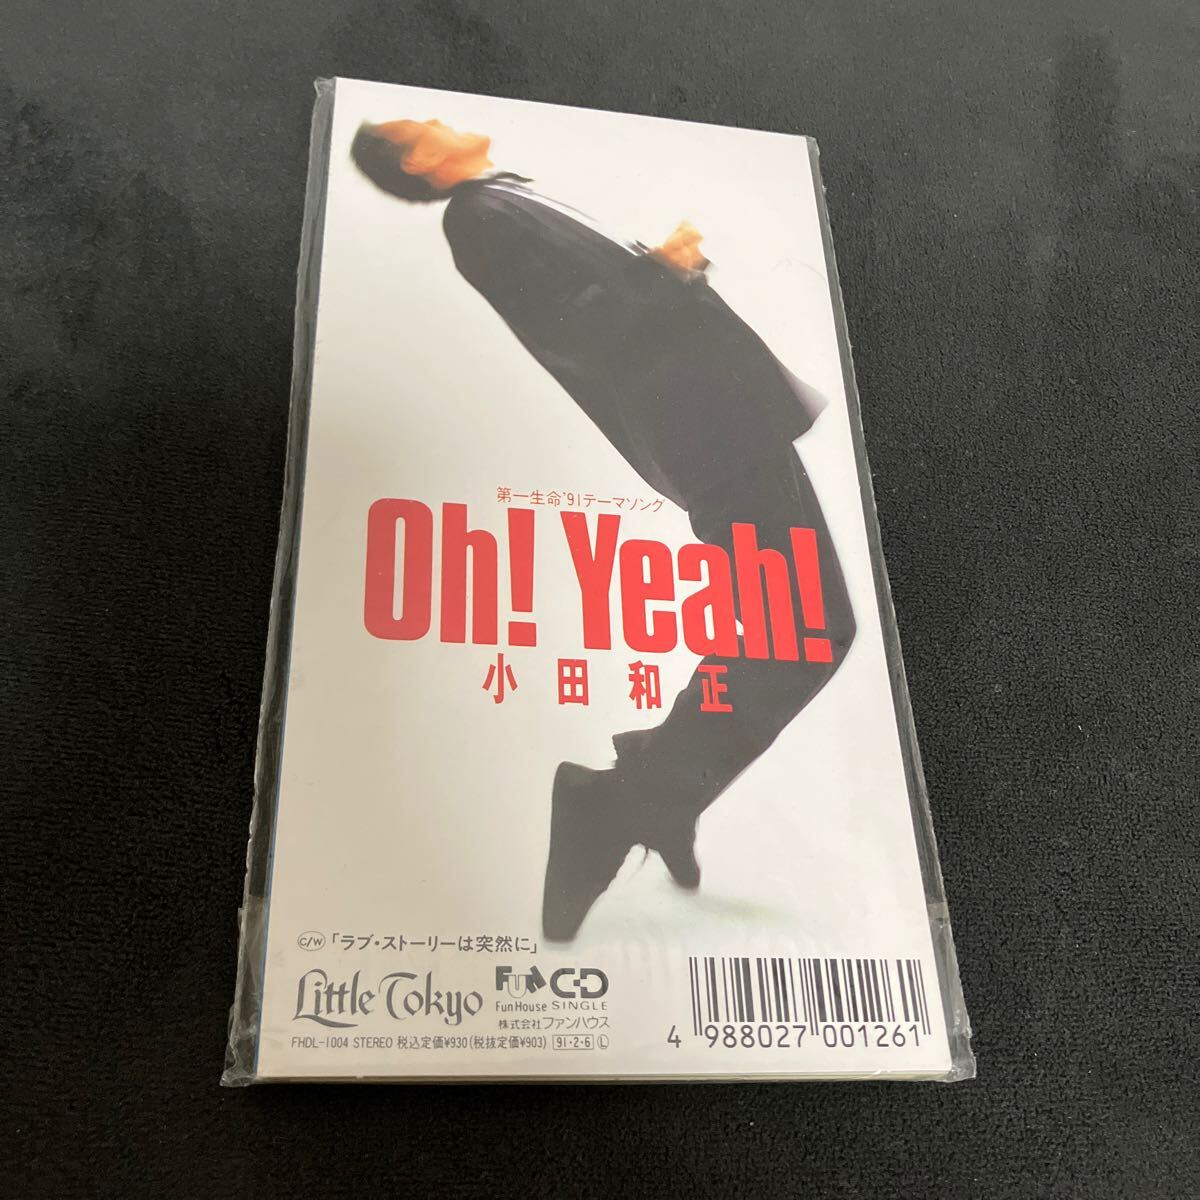 第一生命'91テーマソング
Oh! Yeah!
小田和正
C/W「ラブ・ストーリーは突然に」
Little Tokyo
FUN
FunHouse
CD
SINGLE
株式会社ファンハウス
FHDL-1004 STEREO 税込定価¥930(税抜定価¥903) 91・2・6 L
4 988027 001261